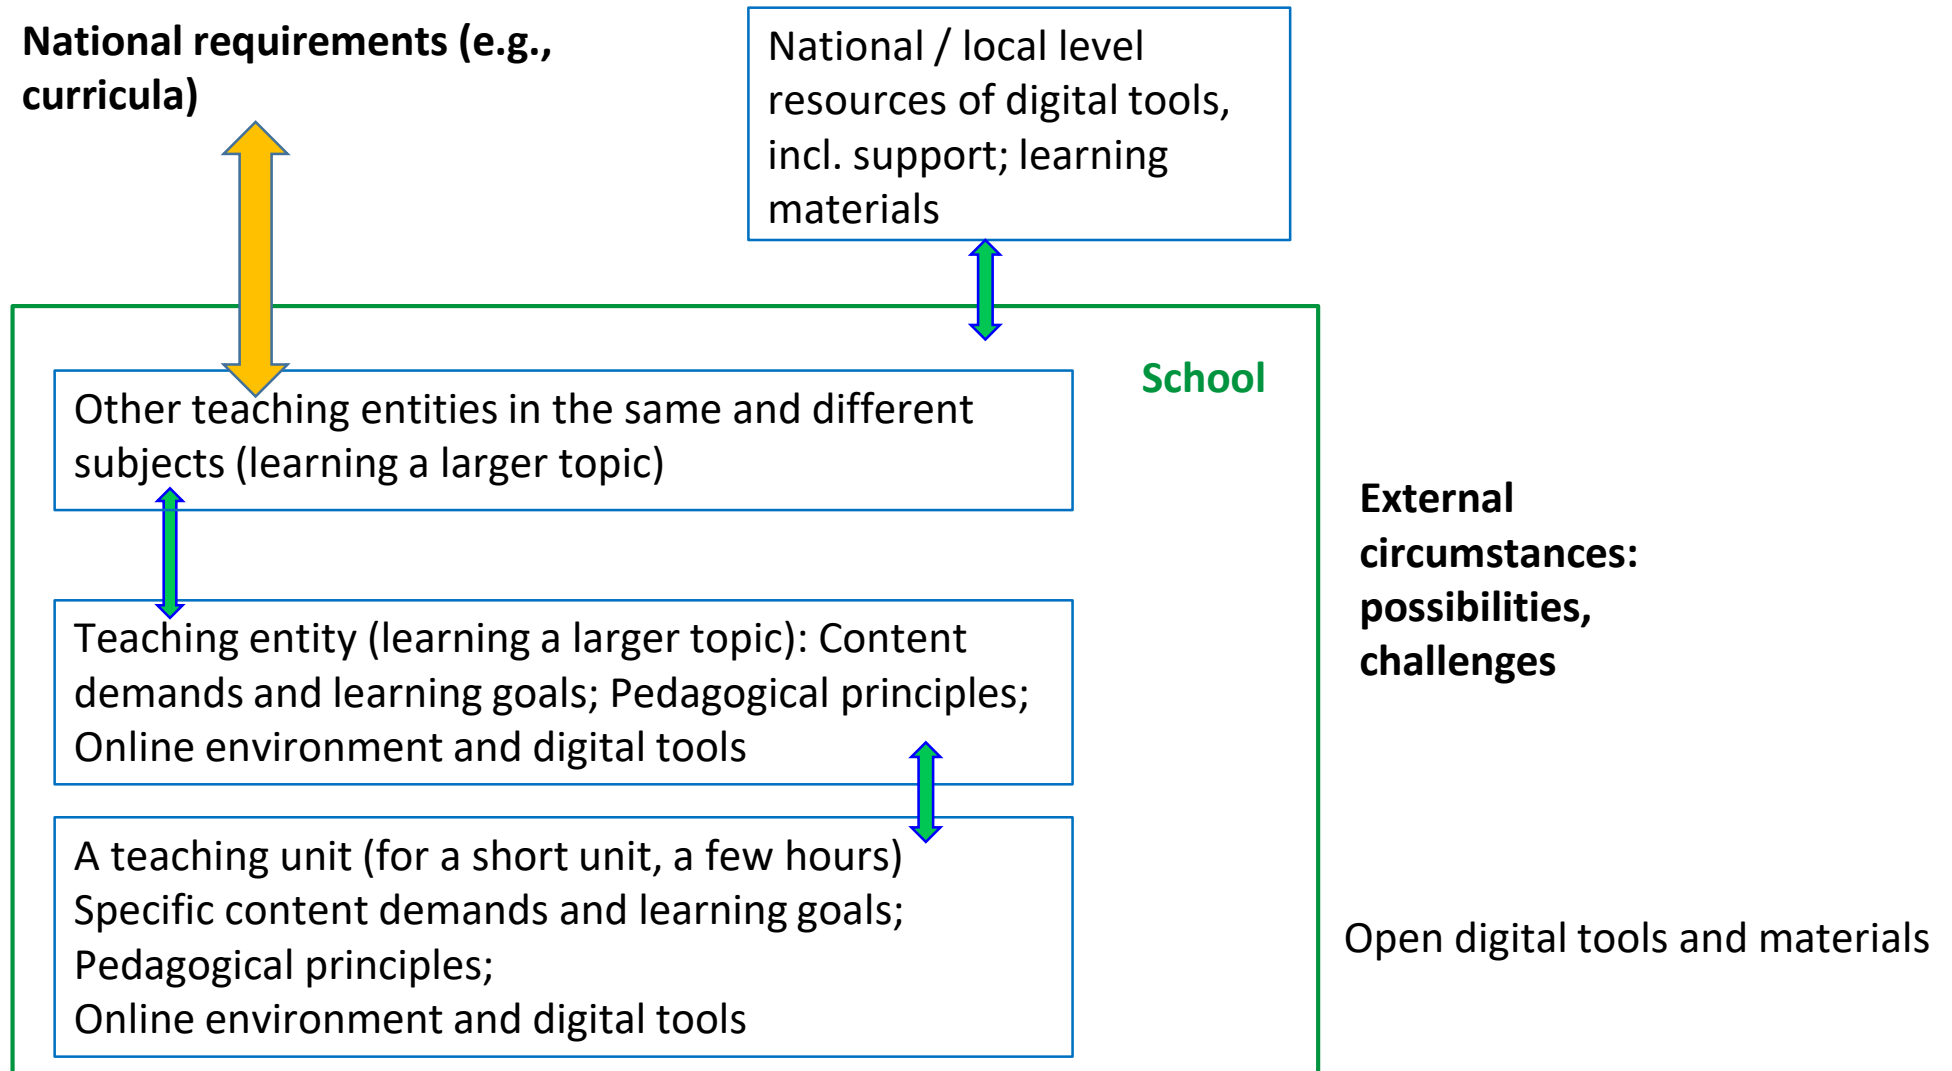 National requirements (e.g.,
curricula)
National / local level
resources of digital tools,
incl. support; learning
materials
School
Other teaching entities in the same and different
subjects (learning a larger topic)
External
circumstances:
possibilities,
challenges
Teaching entity (learning a larger topic): Content
demands and learning goals; Pedagogical principles;
Online environment and digital tools
A teaching unit (for a short unit, a few hours)
Specific content demands and learning goals;
Pedagogical principles;
Online environment and digital tools
Open digital tools and materials